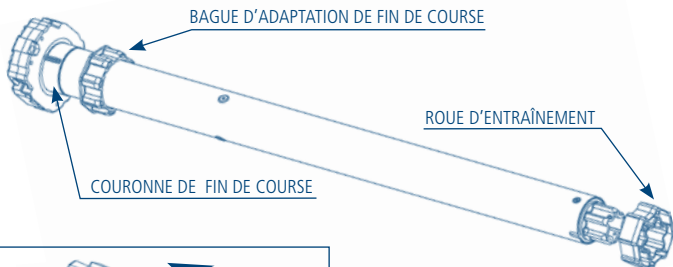 BAGUE D’ADAPTATION DE FIN DE COURSE
ROUE D’ENTRAÎNEMENT
COURONNE DE FIN DE COURSE